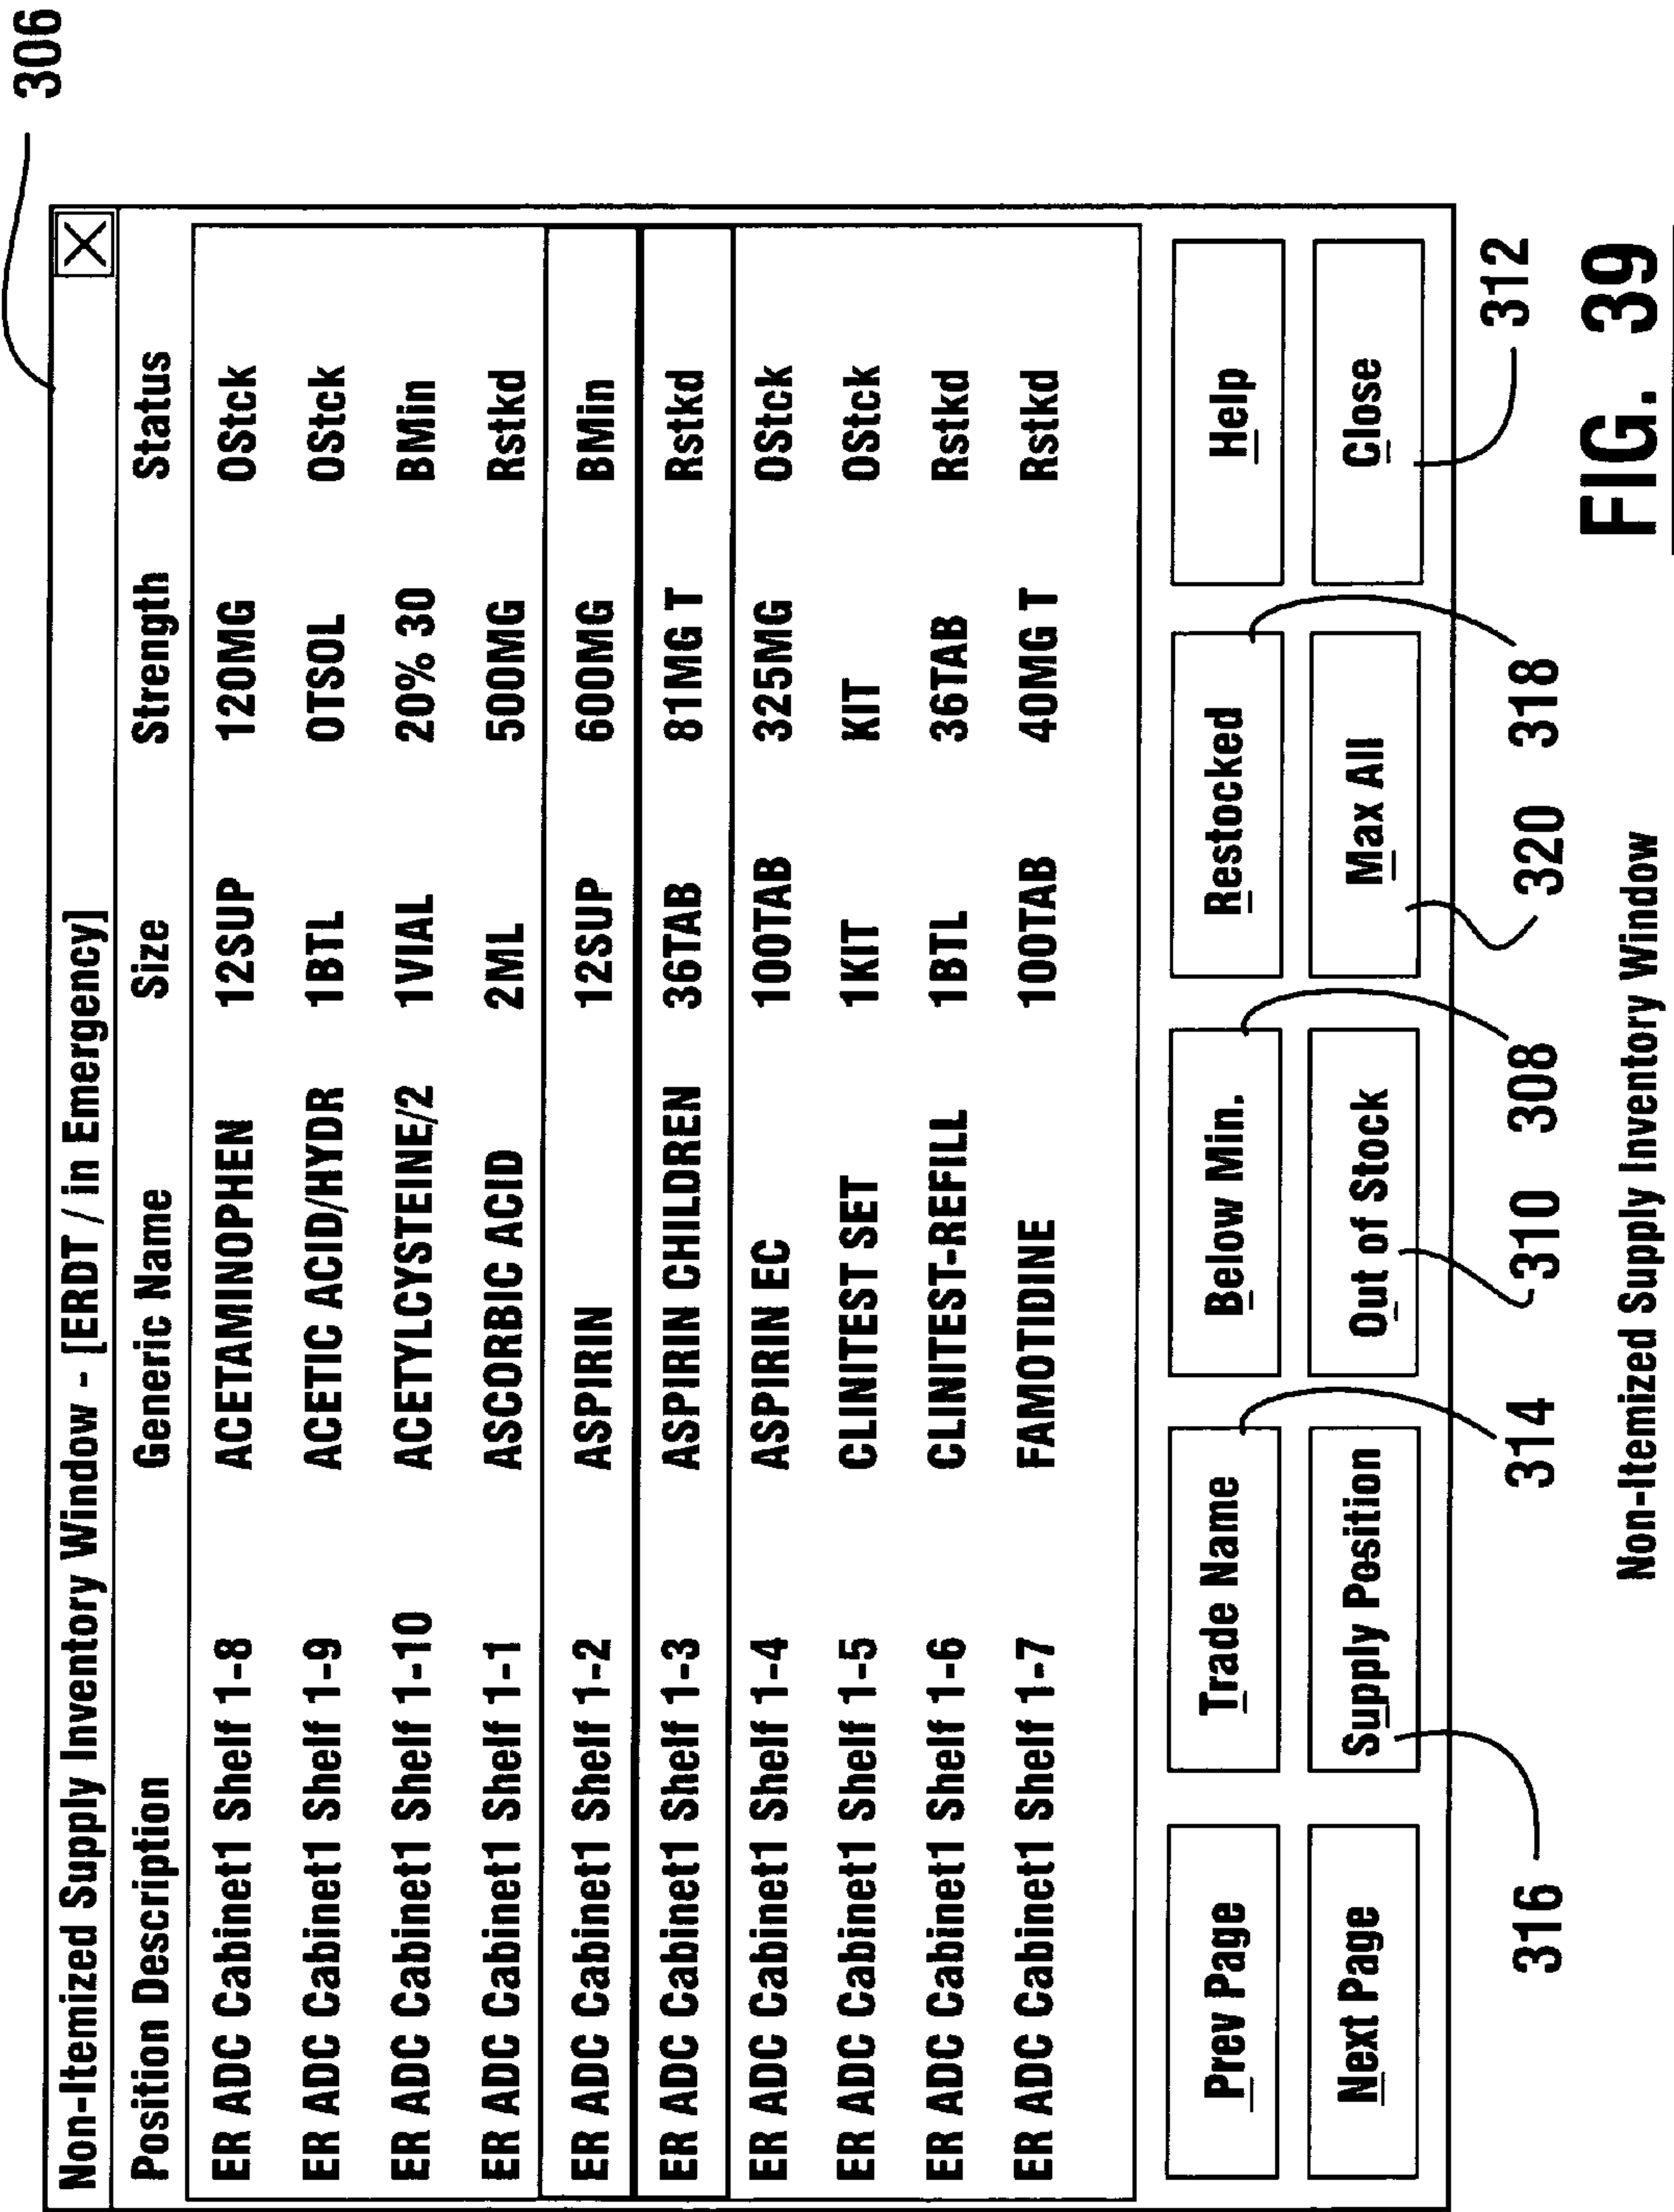 306
Non-Itemized Supply Inventory Window - [ERDT / in Emergency] X
Position Description Generic Name Size Strength Status
ER ADC Cabinet1 Shelf 1-8 ACETAMINOPHEN 12SUP 120MG OStck
ER ADC Cabinet1 Shelf 1-9 ACETIC ACID/HYDR 1BTL OTSOL OStck
ER ADC Cabinet1 Shelf 1-10 ACETYLCYSTEINE/2 1VIAL 20% 30 BMin
ER ADC Cabinet1 Shelf 1-1 ASCORBIC ACID 2ML 500MG Rstkd
ER ADC Cabinet1 Shelf 1-2 ASPIRIN 12SUP 600MG BMin
ER ADC Cabinet1 Shelf 1-3 ASPIRIN CHILDREN 36TAB 81MG T Rstkd
ER ADC Cabinet1 Shelf 1-4 ASPIRIN EC 100TAB 325MG OStck
ER ADC Cabinet1 Shelf 1-5 CLINITEST SET 1KIT KIT OStck
ER ADC Cabinet1 Shelf 1-6 CLINITEST-REFILL 1BTL 36TAB Rstkd
ER ADC Cabinet1 Shelf 1-7 FAMOTIDINE 100TAB 40MG T Rstkd
Prev Page Trade Name Below Min. Restocked Help
Next Page Supply Position Out of Stock Max All Close
316 314 310 308 320 318 312
Non-Itemized Supply Inventory Window
FIG. 39